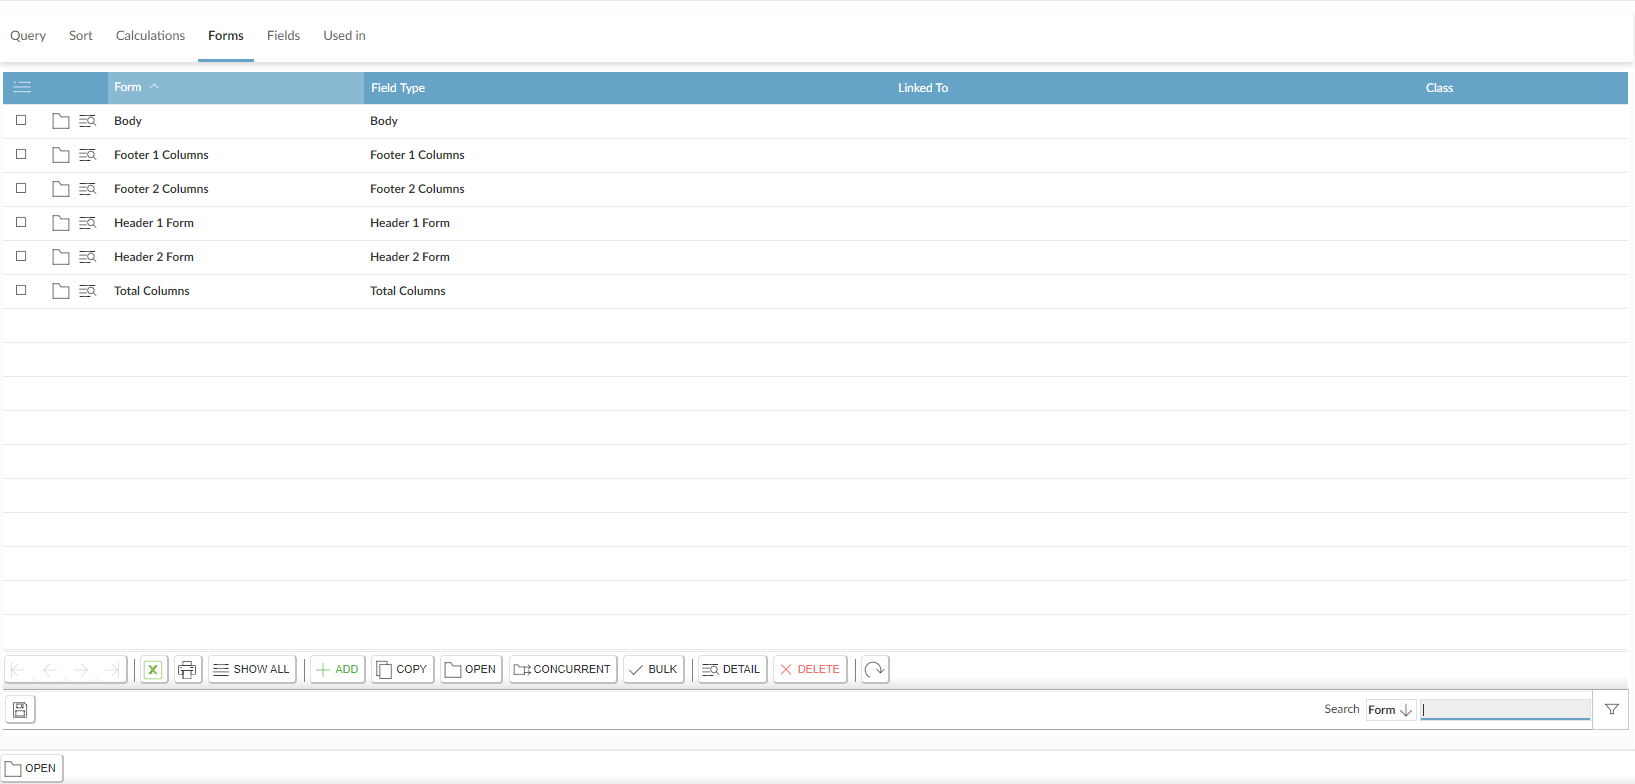 Query Sort Calculations Forms Fields Used in
Form Field Type Linked To Class
Body Body
Footer 1 Columns Footer 1 Columns
Footer 2 Columns Footer 2 Columns
Header 1 Form Header 1 Form
Header 2 Form Header 2 Form
Total Columns Total Columns
SHOW ALL ADD COPY OPEN CONCURRENT BULK DETAIL DELETE
Search Form
OPEN